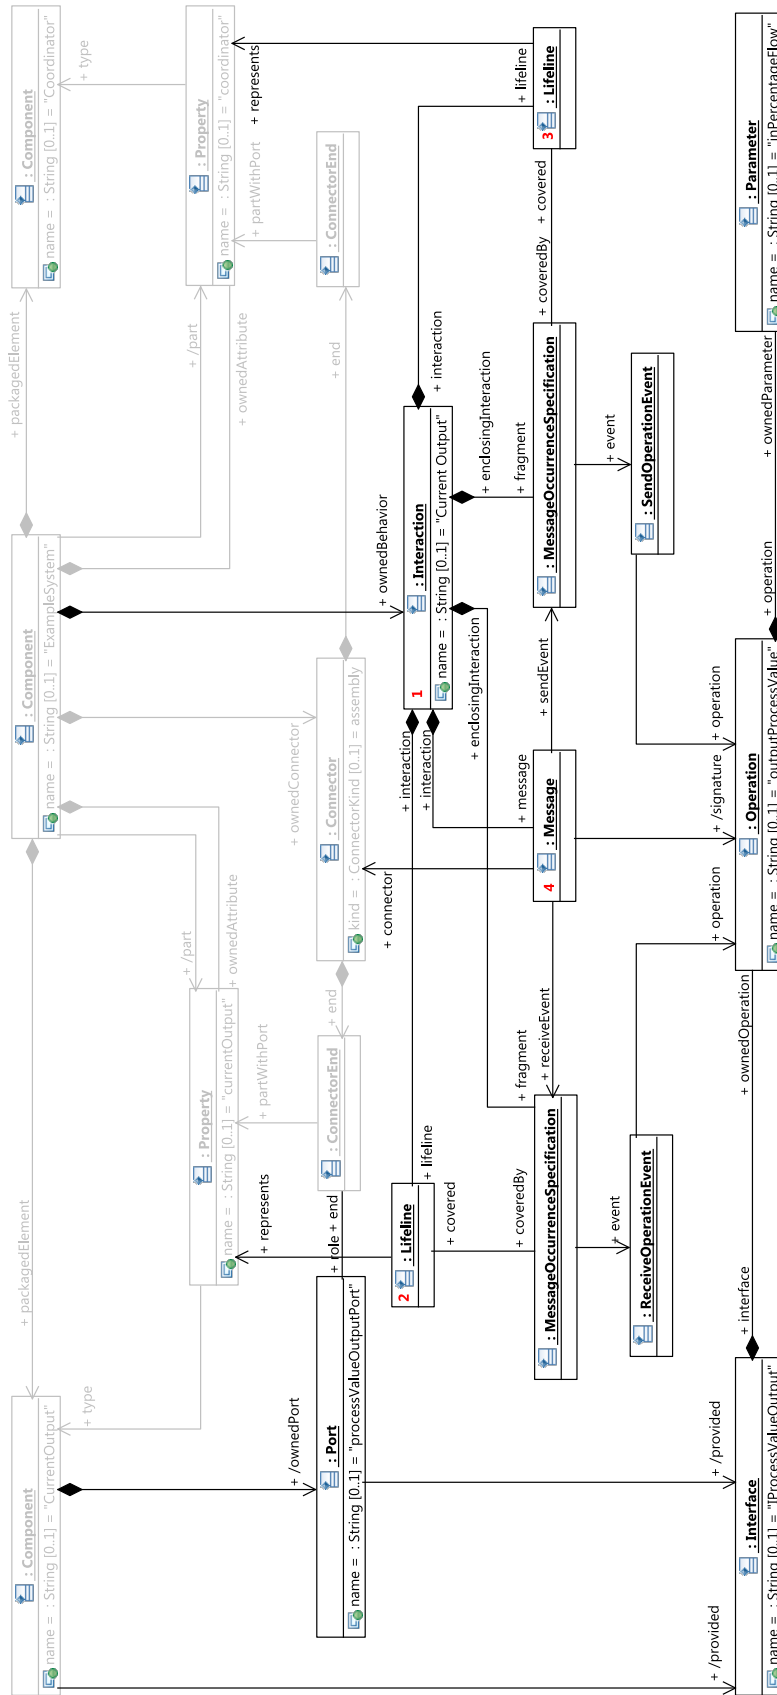 : Component
name = : String [0..1] = "CurrentOutput"
: Component
name = : String [0..1] = "ExampleSystem"
: Component
name = : String [0..1] = "Coordinator"
+ packagedElement
+ packagedElement
+ type
+ /part
+ ownedAttribute
+ /part
+ ownedAttribute
+ type
: Property
name = : String [0..1] = "currentOutput"
: Property
name = : String [0..1] = "coordinator"
+ /ownedPort
+ represents
+ partWithPort
+ ownedConnector
+ ownedBehavior
+ partWithPort
+ represents
: Port
name = : String [0..1] = "processValueOutputPort"
+ role
+ end
: ConnectorEnd
+ end
: Connector
kind = : ConnectorKind [0..1] = assembly
+ end
: ConnectorEnd
2
: Lifeline
+ lifeline
+ connector
+ interaction
+ interaction
1
: Interaction
name = : String [0..1] = "Current Output"
+ interaction
+ covered
+ enclosingInteraction
+ enclosingInteraction
+ coveredBy
+ fragment
+ message
+ fragment
+ lifeline
: MessageOccurrenceSpecification
+ receiveEvent
4
: Message
+ sendEvent
: MessageOccurrenceSpecification
+ coveredBy
+ covered
3
: Lifeline
+ event
+ event
: ReceiveOperationEvent
: SendOperationEvent
+ /provided
+ /provided
+ operation
+ /signature
+ operation
: Interface
name = : String [0..1] = "IProcessValueOutput"
+ interface
+ ownedOperation
: Operation
name = : String [0..1] = "outputProcessValue"
+ operation
+ ownedParameter
: Parameter
name = : String [0..1] = "inPercentageFlow"